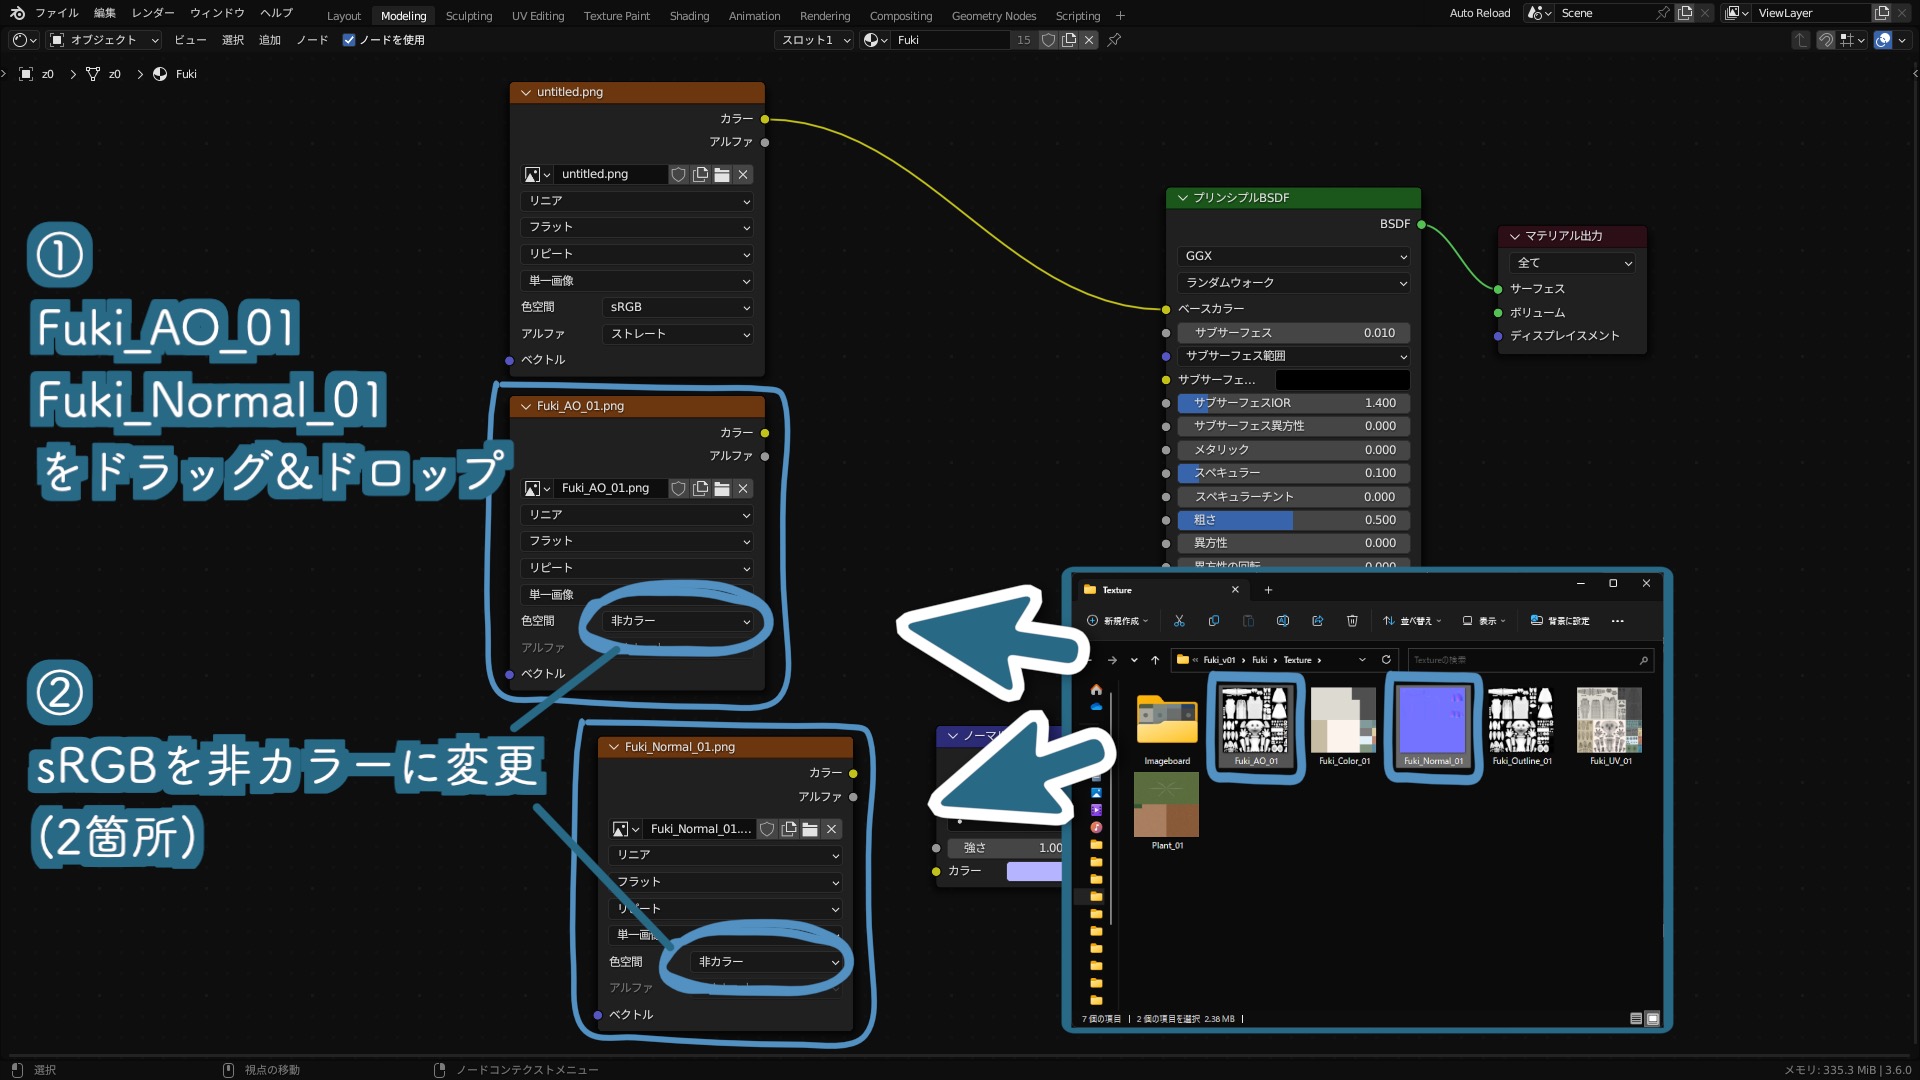 ファイル 編集 レンダー ウィンドウ ヘルプ Layout Modeling Sculpting UV Editing Texture Paint Shading Animation Rendering Compositing Geometry Nodes Scripting + Auto Reload Scene ViewLayer
オブジェクト ビュー 選択 追加 ノード ノードを使用 スロット1 Fuki 15
z0 z0 Fuki
untitled.png
カラー
アルファ
untitled.png
リニア
フラット
リピート
単一画像
色空間 sRGB
アルファ ストレート
ベクトル
プリンシプルBSDF
BSDF
GGX
ランダムウォーク
ベースカラー
サブサーフェス 0.010
サブサーフェス範囲
サブサーフェ…
サブサーフェスIOR 1.400
サブサーフェス異方性 0.000
メタリック 0.000
スペキュラー 0.100
スペキュラーチント 0.000
粗さ 0.500
異方性 0.000
異方性の回転 0.000
マテリアル出力
全て
サーフェス
ボリューム
ディスプレイスメント
①
Fuki_AO_01
Fuki_Normal_01
をドラッグ&ドロップ
Fuki_AO_01.png
カラー
アルファ
Fuki_AO_01.png
リニア
フラット
リピート
単一画像
色空間 非カラー
アルファ
ベクトル
②
sRGBを非カラーに変更
(2箇所)
Fuki_Normal_01.png
カラー
アルファ
Fuki_Normal_01....
リニア
フラット
リピート
単一画像
色空間 非カラー
アルファ
ベクトル
強さ 1.00
カラー
Texture
新規作成 並べ替え 表示 背景に設定 …
« Fuki_v01 › Fuki › Texture › Textureの検索
Imageboard Fuki_AO_01 Fuki_Color_01 Fuki_Normal_01 Fuki_Outline_01 Fuki_UV_01
Plant_01
7 個の項目 | 2 個の項目を選択 2.38 MB |
選択 視点の移動 ノードコンテクストメニュー メモリ: 335.3 MiB | 3.6.0